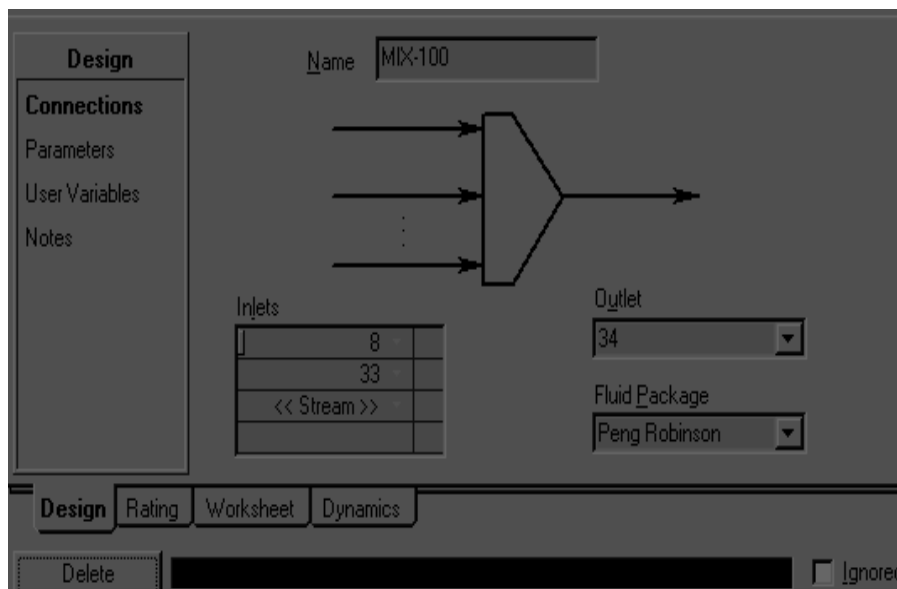 Design
Connections
Parameters
User Variables
Notes
Name MIX-100
Inlets
8
33
<< Stream >>
Outlet
34
Fluid Package
Peng Robinson
Design Rating Worksheet Dynamics
Delete Ignored